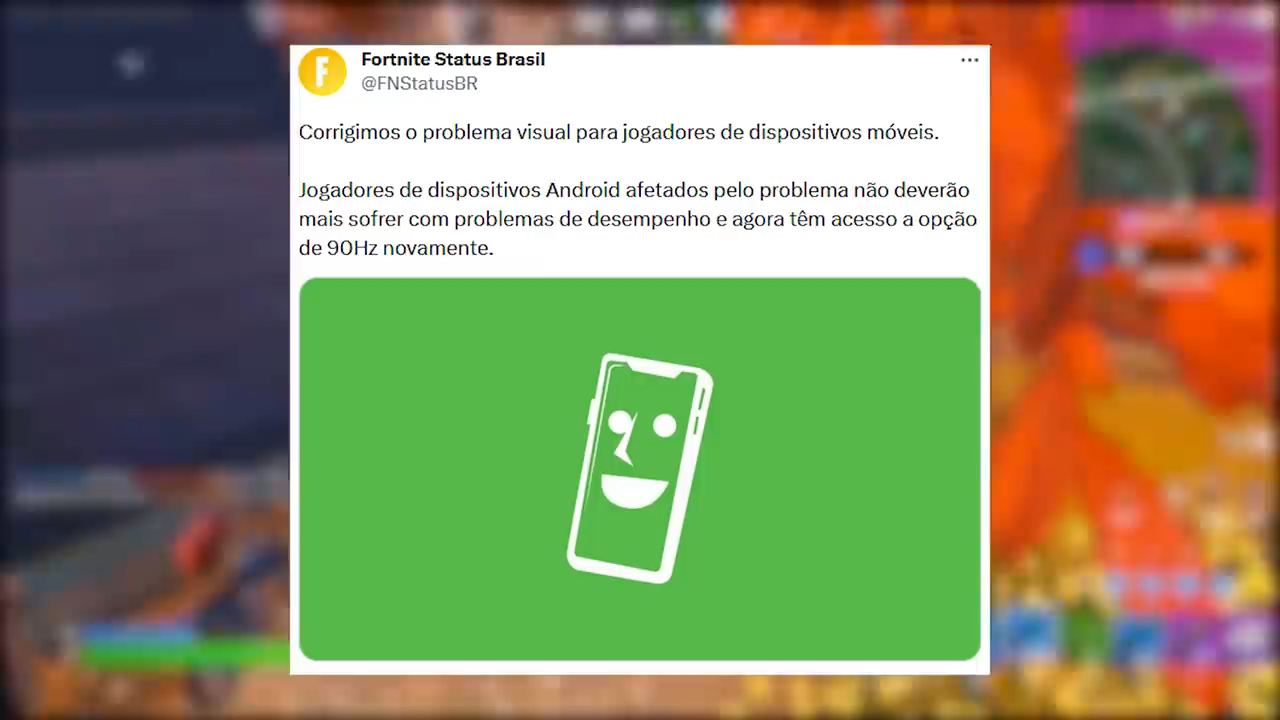 Fortnite Status Brasil
@FNStatusBR
Corrigimos o problema visual para jogadores de dispositivos móveis.
Jogadores de dispositivos Android afetados pelo problema não deverão
mais sofrer com problemas de desempenho e agora têm acesso a opção
de 90Hz novamente.